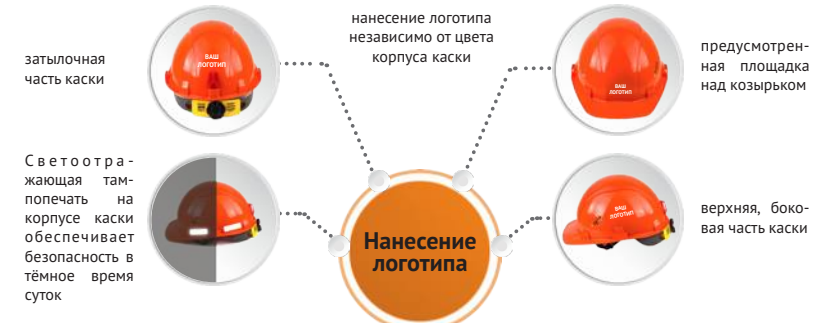 затылочная
часть каски
ВАШ
ЛОГОТИП
нанесение логотипа
независимо от цвета
корпуса каски
ВАШ
ЛОГОТИП
предусмотрен-
ная площадка
над козырьком
Светоотра-
жающая там-
попечать на
корпусе каски
обеспечивает
безопасность в
тёмное время
суток
Нанесение
логотипа
ВАШ
ЛОГОТИП
верхняя, боко-
вая часть каски